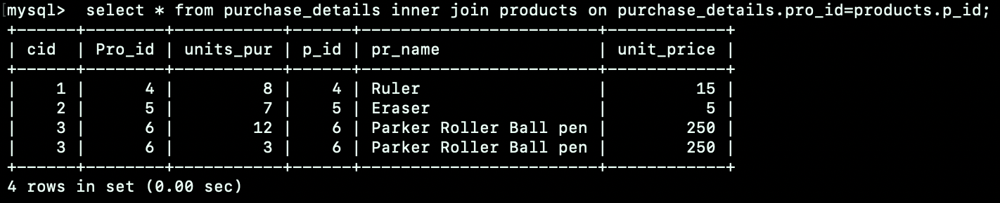 mysql>  select * from purchase_details inner join products on purchase_details.pro_id=products.p_id;
+------+--------+-----------+------+------------------------+------------+
| cid  | Pro_id | units_pur | p_id | pr_name                | unit_price |
+------+--------+-----------+------+------------------------+------------+
|    1 |      4 |         8 |    4 | Ruler                  |         15 |
|    2 |      5 |         7 |    5 | Eraser                 |          5 |
|    3 |      6 |        12 |    6 | Parker Roller Ball pen |        250 |
|    3 |      6 |         3 |    6 | Parker Roller Ball pen |        250 |
+------+--------+-----------+------+------------------------+------------+
4 rows in set (0.00 sec)